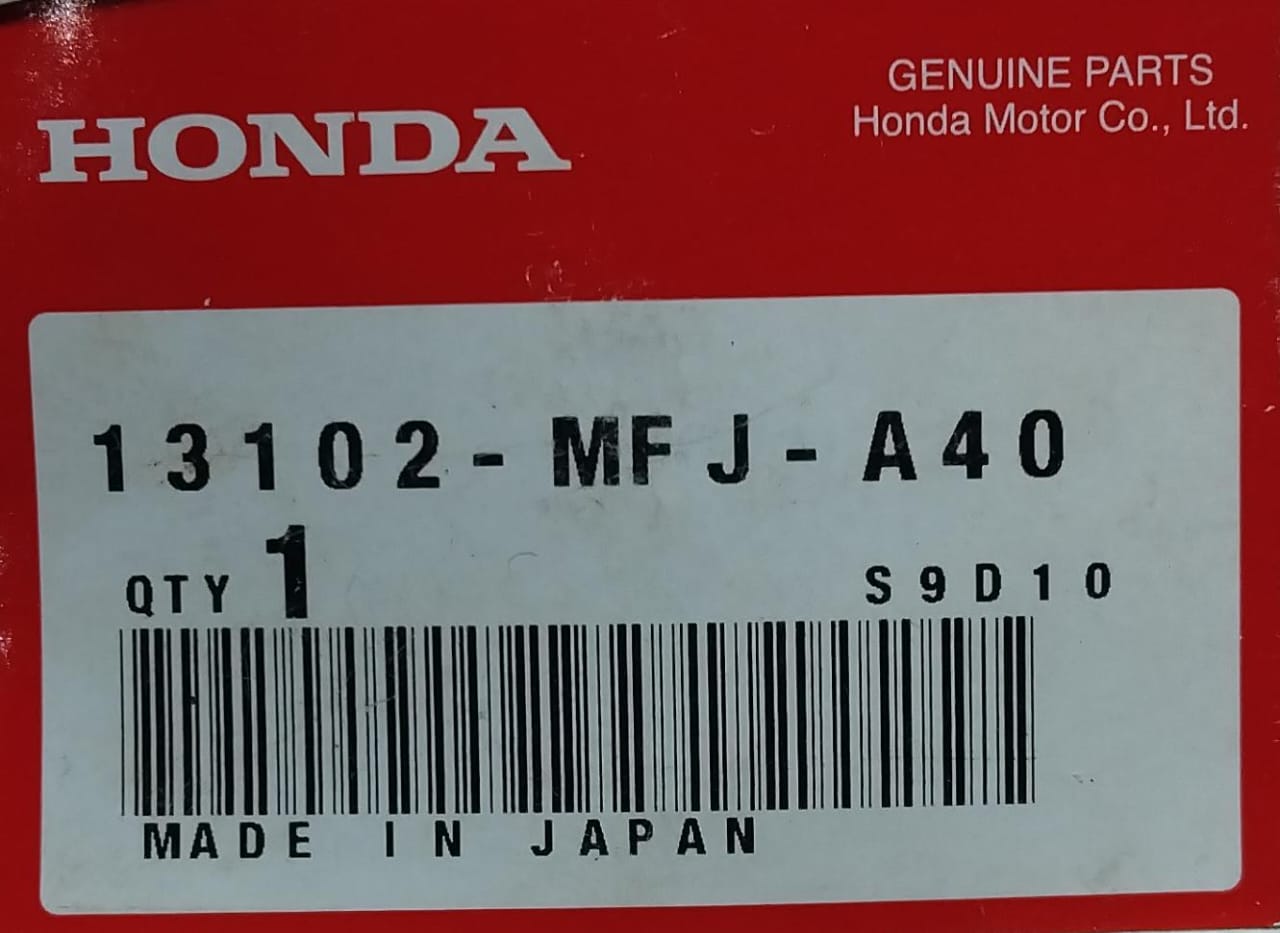 HONDA
GENUINE PARTS
Honda Motor Co., Ltd.
13102-MFJ-A40
QTY 1
S9D10
MADE IN JAPAN